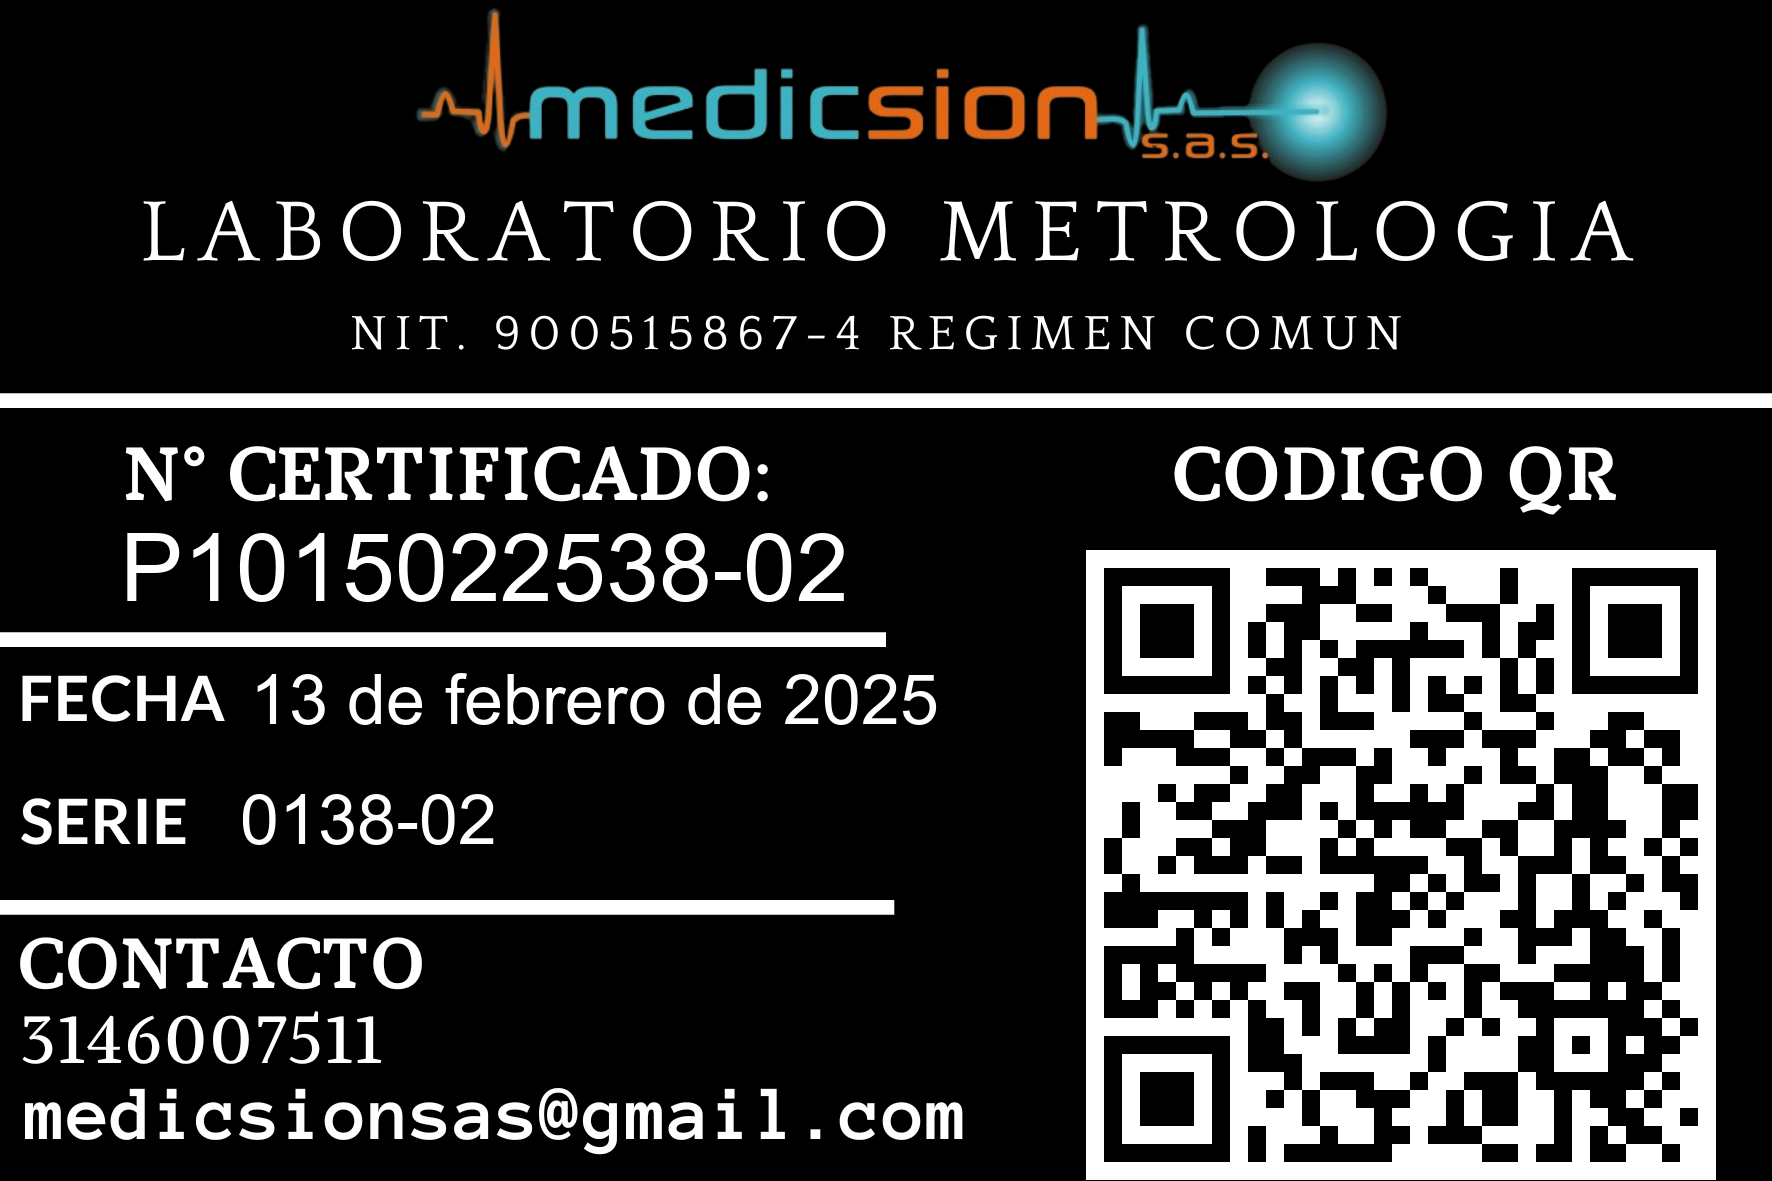 medicsion
s.a.s.
LABORATORIO METROLOGIA
NIT. 900515867-4 REGIMEN COMUN
N° CERTIFICADO:
P1015022538-02
FECHA 13 de febrero de 2025
SERIE 0138-02
CONTACTO
3146007511
medicsionsas@gmail.com
CODIGO QR